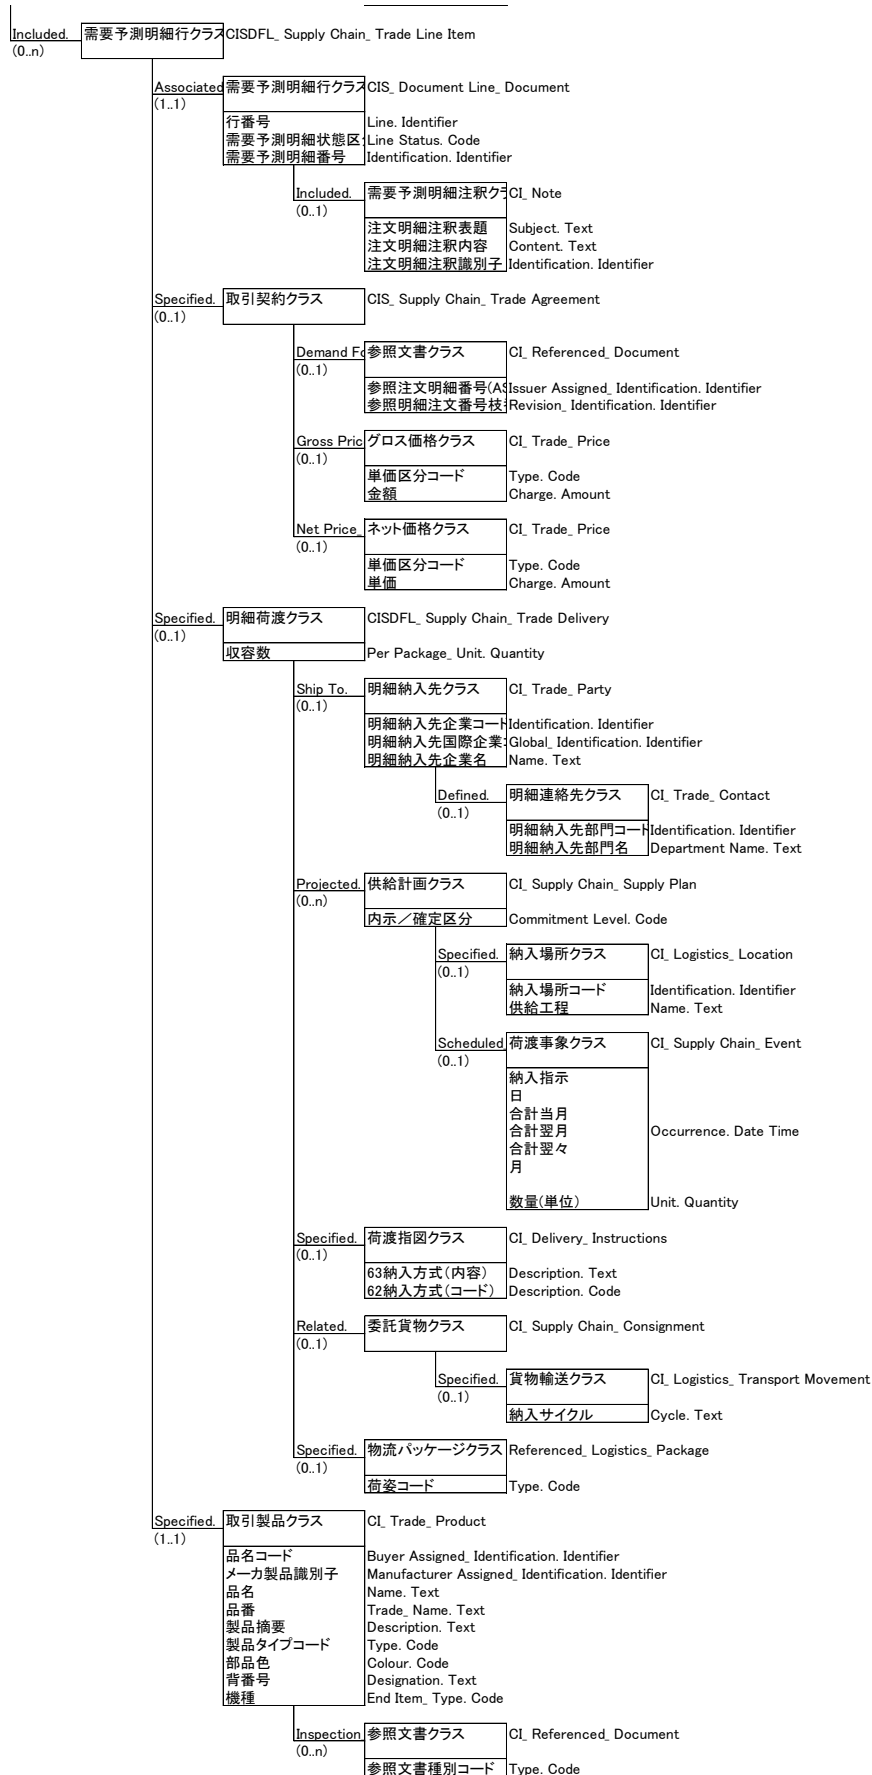 Included. 需要予測明細行クラス CISDFL_ Supply Chain_ Trade Line Item
(0..n)
Associated 需要予測明細行クラス CIS_ Document Line_ Document
(1..1)
行番号 Line. Identifier
需要予測明細状態区 Line Status. Code
需要予測明細番号 Identification. Identifier
Included. 需要予測明細注釈ク CI_ Note
(0..1)
注文明細注釈表題 Subject. Text
注文明細注釈内容 Content. Text
注文明細注釈識別子 Identification. Identifier
Specified. 取引契約クラス CIS_ Supply Chain_ Trade Agreement
(0..1)
Demand Fo 参照文書クラス CI_ Referenced_ Document
(0..1)
参照注文明細番号(AS Issuer Assigned_ Identification. Identifier
参照明細注文番号枝 Revision_ Identification. Identifier
Gross Pric グロス価格クラス CI_ Trade_ Price
(0..1)
単価区分コード Type. Code
金額 Charge. Amount
Net Price_ ネット価格クラス CI_ Trade_ Price
(0..1)
単価区分コード Type. Code
単価 Charge. Amount
Specified. 明細荷渡クラス CISDFL_ Supply Chain_ Trade Delivery
(0..1)
収容数 Per Package_ Unit. Quantity
Ship To. 明細納入先クラス CI_ Trade_ Party
(0..1)
明細納入先企業コード Identification. Identifier
明細納入先国際企業 Global_ Identification. Identifier
明細納入先企業名 Name. Text
Defined. 明細連絡先クラス CI_ Trade_ Contact
(0..1)
明細納入先部門コード Identification. Identifier
明細納入先部門名 Department Name. Text
Projected. 供給計画クラス CI_ Supply Chain_ Supply Plan
(0..n)
内示／確定区分 Commitment Level. Code
Specified. 納入場所クラス CI_ Logistics_ Location
(0..1)
納入場所コード Identification. Identifier
供給工程 Name. Text
Scheduled 荷渡事象クラス CI_ Supply Chain_ Event
(0..1)
納入指示
日
合計当月
合計翌月 Occurrence. Date Time
合計翌々
月
数量(単位) Unit. Quantity
Specified. 荷渡指図クラス CI_ Delivery_ Instructions
(0..1)
63納入方式(内容) Description. Text
62納入方式(コード) Description. Code
Related. 委託貨物クラス CI_ Supply Chain_ Consignment
(0..1)
Specified. 貨物輸送クラス CI_ Logistics_ Transport Movement
(0..1)
納入サイクル Cycle. Text
Specified. 物流パッケージクラス Referenced_ Logistics_ Package
(0..1)
荷姿コード Type. Code
Specified. 取引製品クラス CI_ Trade_ Product
(1..1)
品名コード Buyer Assigned_ Identification. Identifier
メーカ製品識別子 Manufacturer Assigned_ Identification. Identifier
品名 Name. Text
品番 Trade_ Name. Text
製品摘要 Description. Text
製品タイプコード Type. Code
部品色 Colour. Code
背番号 Designation. Text
機種 End Item_ Type. Code
Inspection 参照文書クラス CI_ Referenced_ Document
(0..n)
参照文書種別コード Type. Code